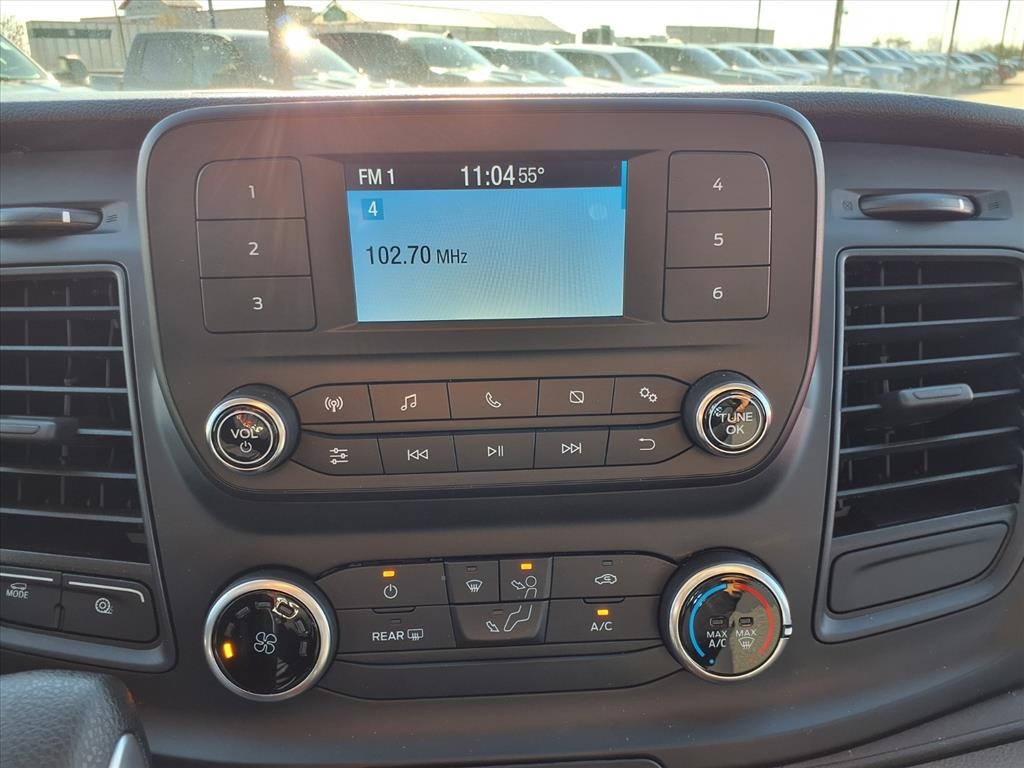 FM 1 11:04 55°
4
102.70 MHz
1
2
3
4
5
6
VOL
TUNE
OK
MODE
REAR
A/C
MAX
A/C
MAX